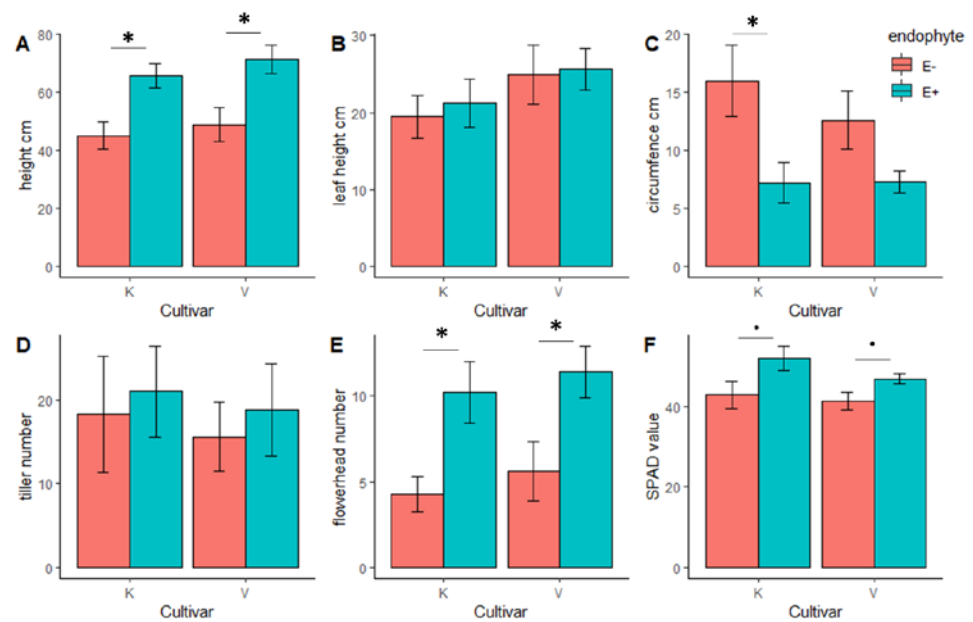 A
*
*
height cm
80
60
40
20
0
K
V
Cultivar
B
leaf height cm
30
20
10
0
K
V
Cultivar
C
*
circumfence cm
20
15
10
5
0
K
V
Cultivar
endophyte
E-
E+
D
tiller number
20
10
0
K
V
Cultivar
E
*
*
flowerhead number
10
5
0
K
V
Cultivar
F
.
.
SPAD value
40
20
0
K
V
Cultivar